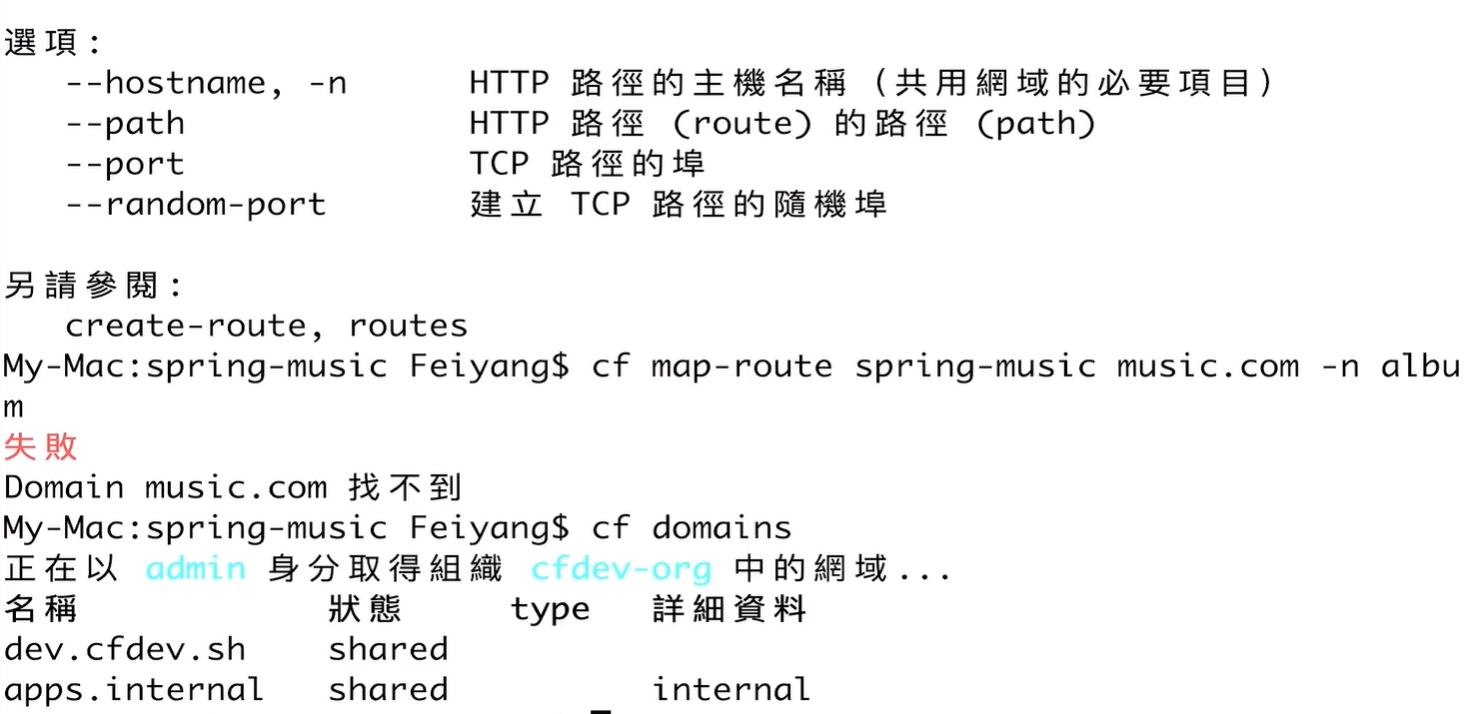 選項:
--hostname, -n HTTP 路徑的主機名稱 (共用網域的必要項目)
--path HTTP 路徑 (route) 的路徑 (path)
--port TCP 路徑的埠
--random-port 建立 TCP 路徑的隨機埠
另請參閱:
create-route, routes
My-Mac:spring-music Feiyang$ cf map-route spring-music music.com -n albu
m
失敗
Domain music.com 找不到
My-Mac:spring-music Feiyang$ cf domains
正在以 admin 身分取得組織 cfdev-org 中的網域...
名稱 狀態 type 詳細資料
dev.cfdev.sh shared
apps.internal shared internal